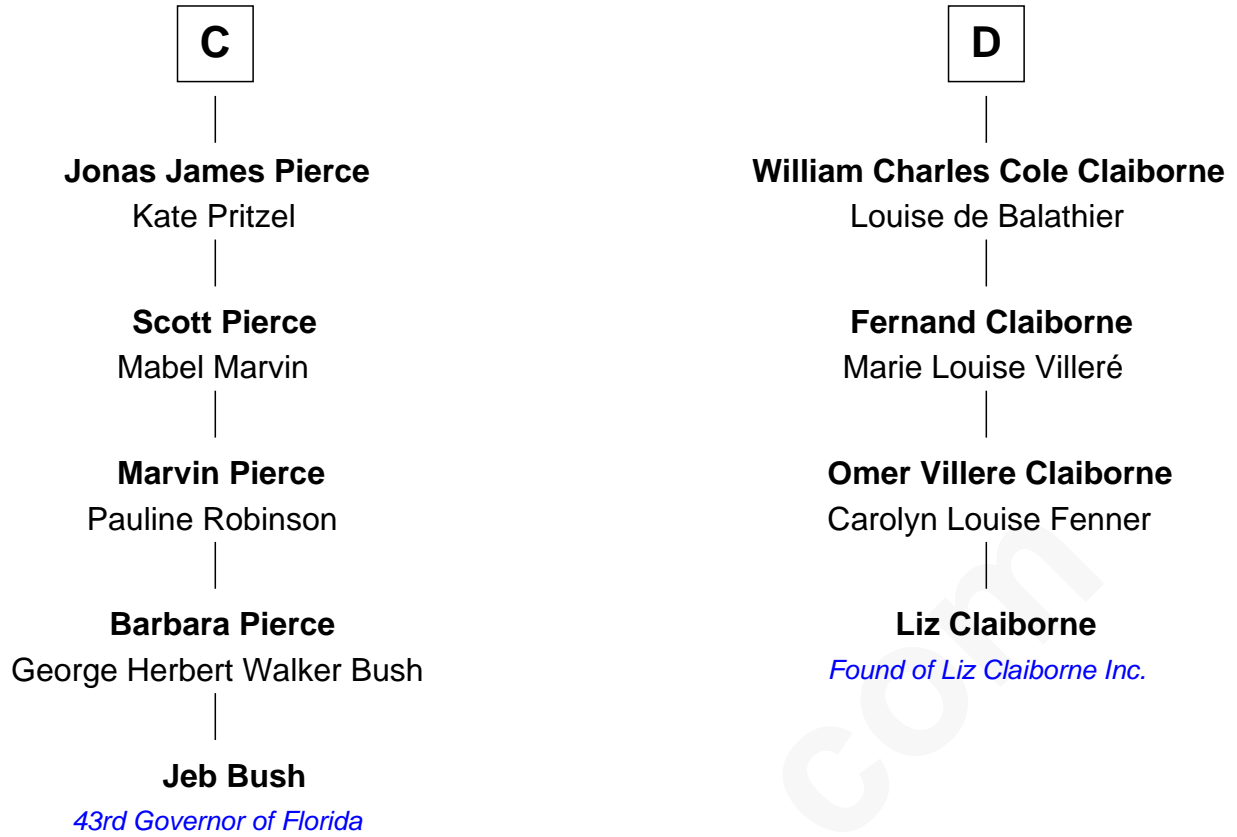 C
Jonas James Pierce
Kate Pritzel
Scott Pierce
Mabel Marvin
Marvin Pierce
Pauline Robinson
Barbara Pierce
George Herbert Walker Bush
Jeb Bush
43rd Governor of Florida
D
William Charles Cole Claiborne
Louise de Balathier
Fernand Claiborne
Marie Louise Villeré
Omer Villere Claiborne
Carolyn Louise Fenner
Liz Claiborne
Found of Liz Claiborne Inc.
com